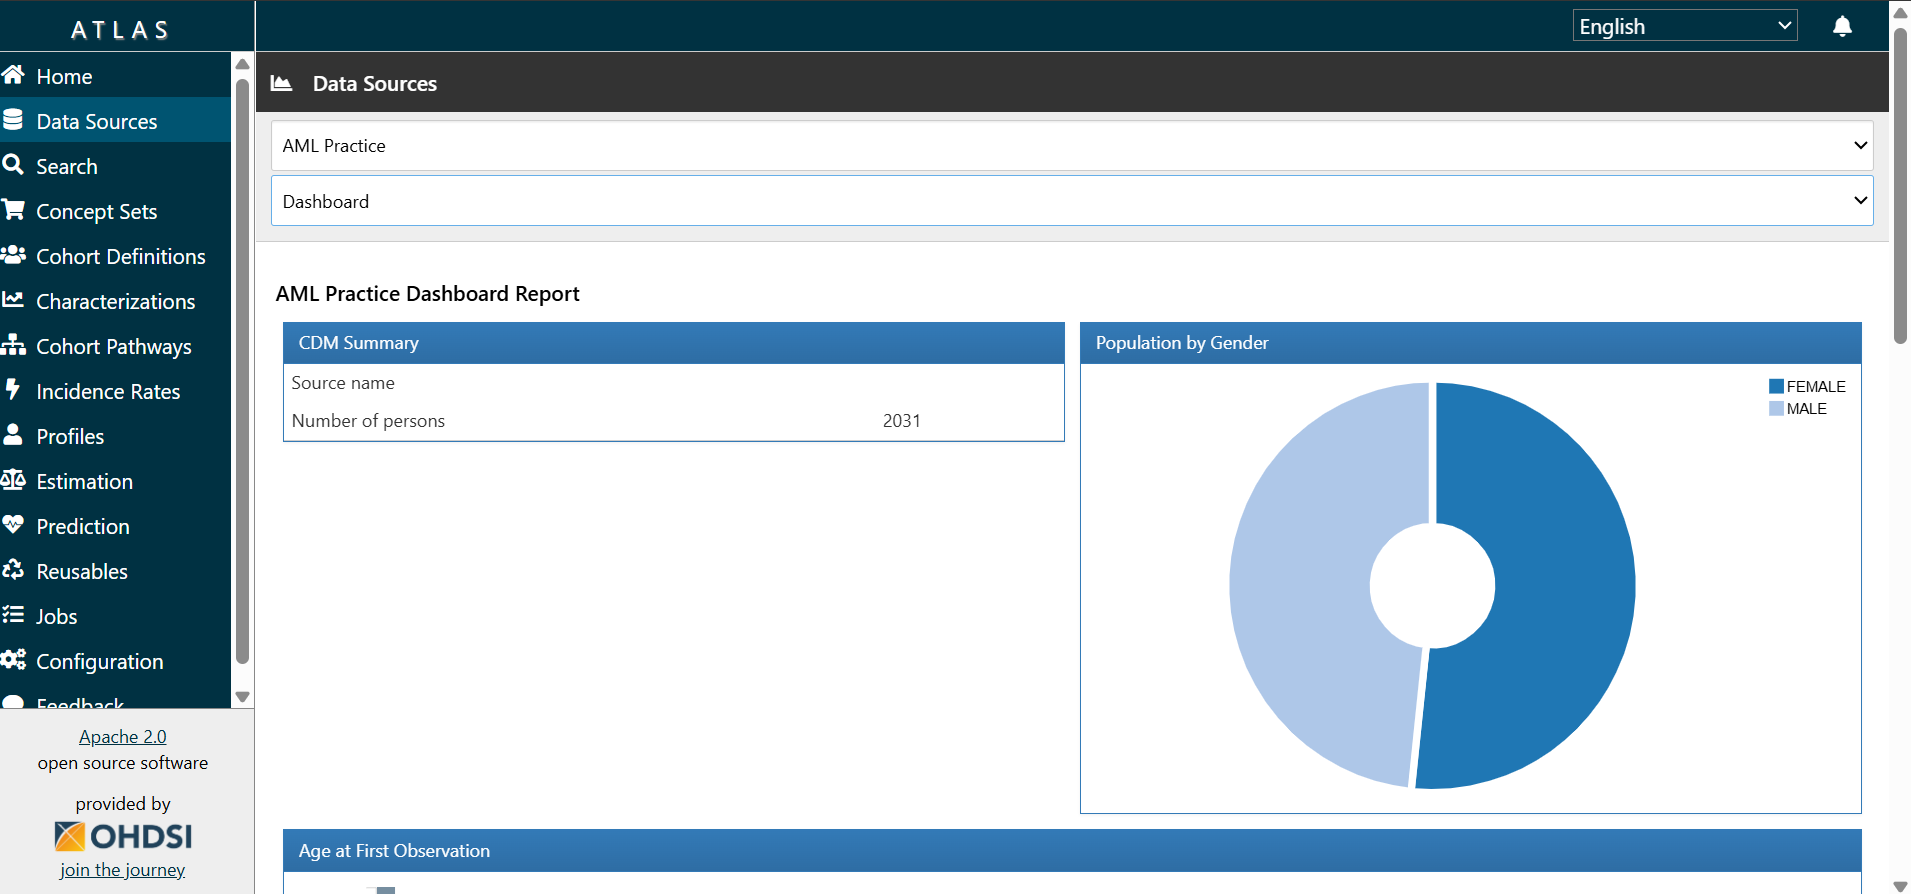 ATLAS
English
Home
Data Sources
Search
Concept Sets
Cohort Definitions
Characterizations
Cohort Pathways
Incidence Rates
Profiles
Estimation
Prediction
Reusables
Jobs
Configuration
Feedback
Apache 2.0
open source software
provided by
OHDSI
join the journey
Data Sources
AML Practice
Dashboard
AML Practice Dashboard Report
CDM Summary
Source name
Number of persons 2031
Population by Gender
FEMALE
MALE
Age at First Observation